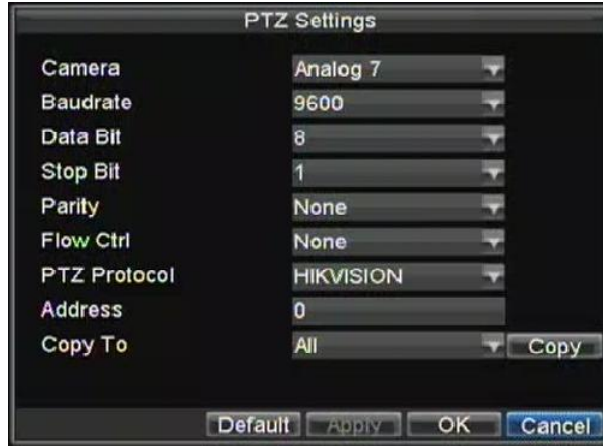 PTZ Settings
Camera Analog 7
Baudrate 9600
Data Bit 8
Stop Bit 1
Parity None
Flow Ctrl None
PTZ Protocol HIKVISION
Address 0
Copy To All Copy
Default Apply OK Cancel